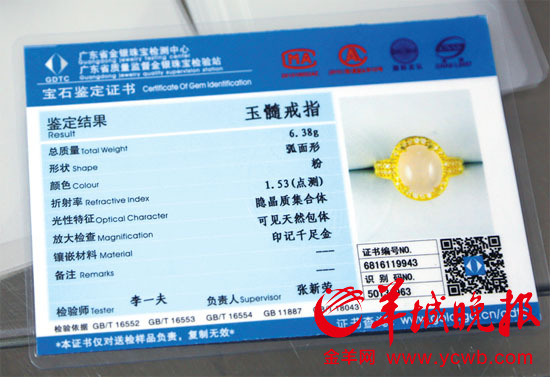 广东省金银珠宝检测中心
Guangdong jewelry testing center
广东省质量监督金银珠宝检验站
Guangdong jewelry quality supervision station
GDTC
宝石鉴定证书 Certificate Of Gem Identification
鉴定结果 玉髓戒指
Result
总质量 Total Weight 6.38g
形状 Shape 弧面形
颜色 Colour 粉
折射率 Refractive index 1.53(点测)
光性特征 Optical Character 隐晶质集合体
放大检查 Magnification 可见天然包体
镶嵌材料 Material 印记千足金
备注 Remarks
检验师 Tester 李一夫 负责人 Supervisor 张新荣
检验依据 GB/T 16552 GB/T 16553 GB/T 16554 GB 11887 GB/T 18043
*本证书仅对送检样品负责,复制无效*
证书编号NO.
6816119943
识别码NO.
证书查询
羊城晚报
金羊网 www.ycwb.com